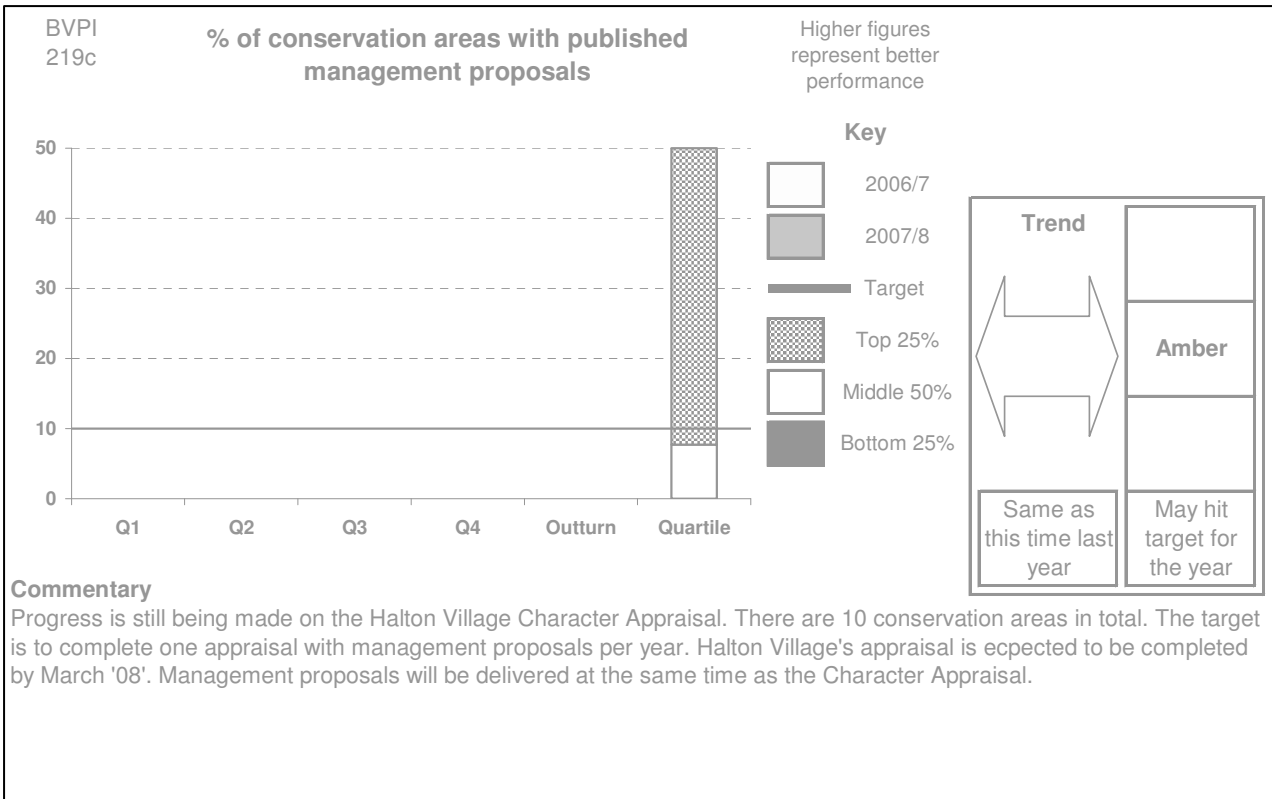 BVPI
219c
% of conservation areas with published
management proposals
Higher figures
represent better
performance
50
40
30
20
10
0
Q1
Q2
Q3
Q4
Outturn
Quartile
Key
2006/7
2007/8
Target
Top 25%
Middle 50%
Bottom 25%
Trend
Amber
Same as
this time last
year
May hit
target for
the year
Commentary
Progress is still being made on the Halton Village Character Appraisal. There are 10 conservation areas in total. The target
is to complete one appraisal with management proposals per year. Halton Village's appraisal is ecpected to be completed
by March '08'. Management proposals will be delivered at the same time as the Character Appraisal.